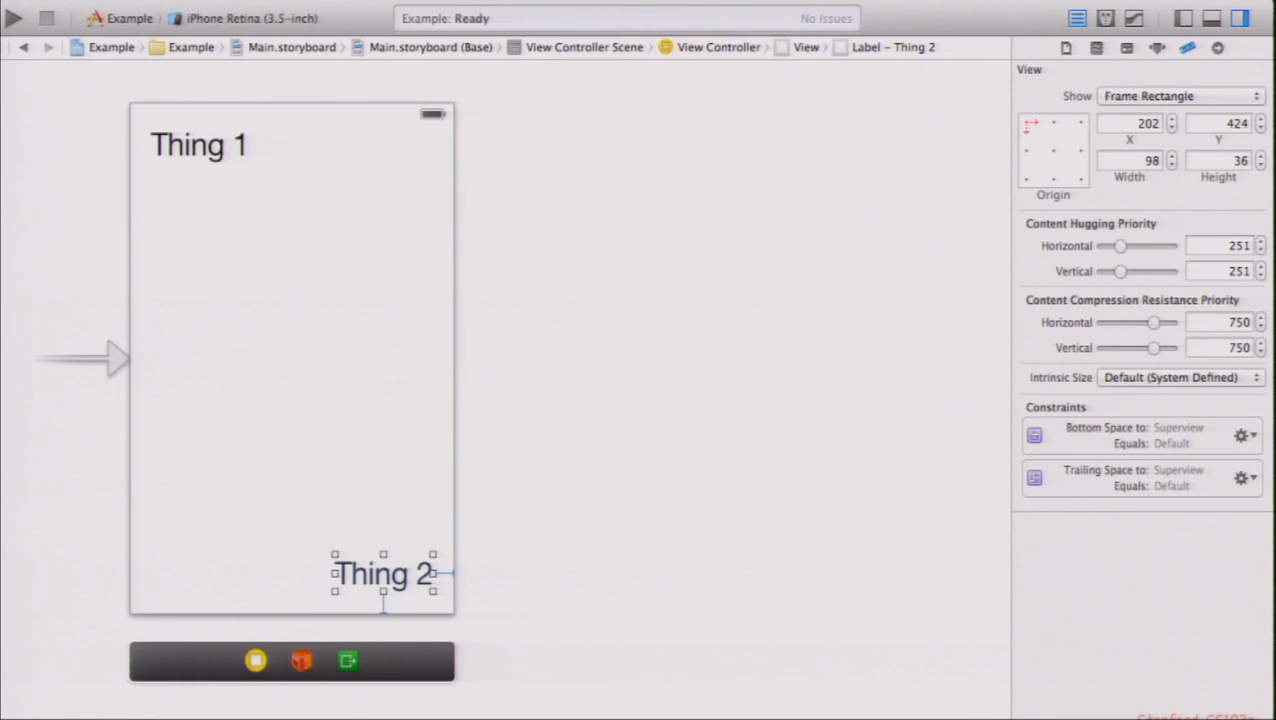 Example iPhone Retina (3.5-inch) Example: Ready No Issues
Example Example Main.storyboard Main.storyboard (Base) View Controller Scene View Controller View Label - Thing 2
View
Show Frame Rectangle
202 424
X Y
98 36
Width Height
Origin
Content Hugging Priority
Horizontal 251
Vertical 251
Content Compression Resistance Priority
Horizontal 750
Vertical 750
Intrinsic Size Default (System Defined)
Constraints
Bottom Space to: Superview
Equals: Default
Trailing Space to: Superview
Equals: Default
Thing 1
Thing 2